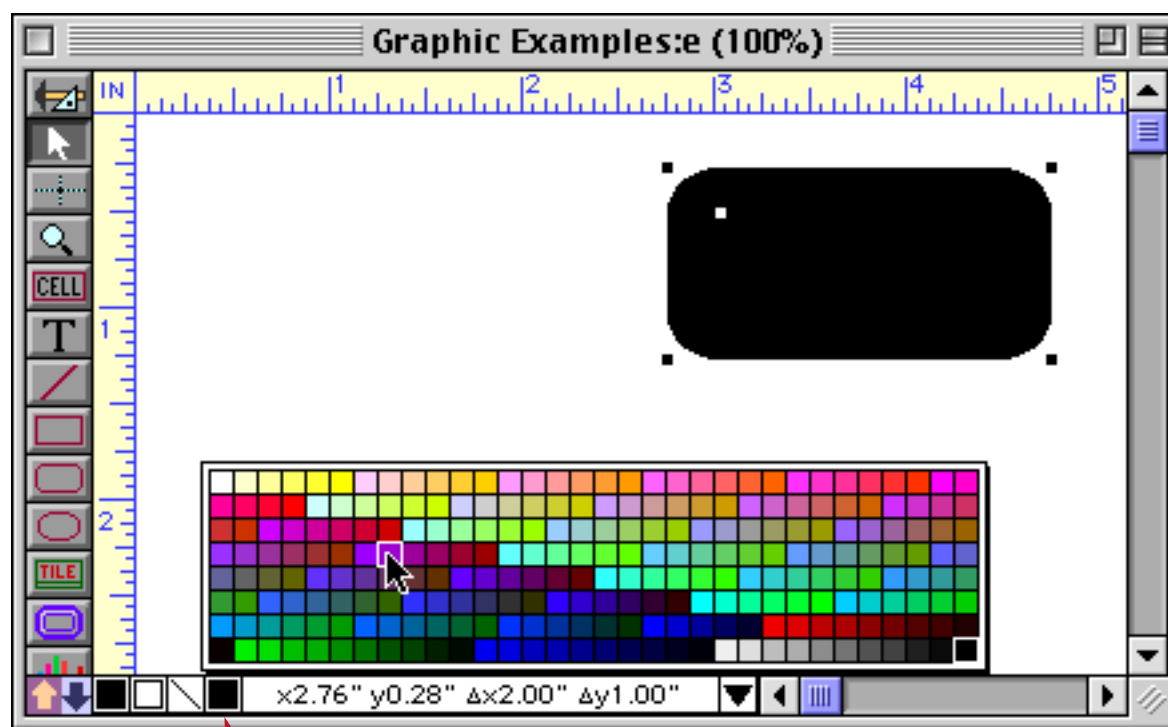 Graphic Examples:e (100%)
IN 1 2 3 4 5
CELL
T
1
2
TILE
x2.76" y0.28" Δx2.00" Δy1.00"